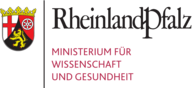 RheinlandPfalz
MINISTERIUM FÜR
WISSENSCHAFT
UND GESUNDHEIT